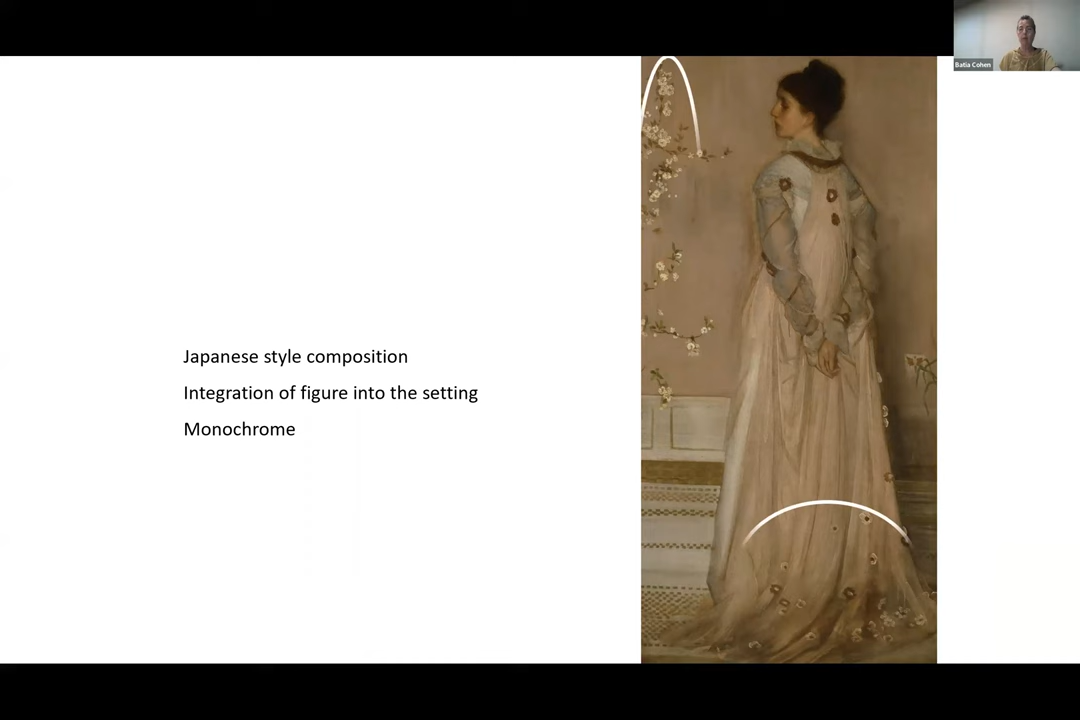 Batia Cohen
Japanese style composition
Integration of figure into the setting
Monochrome